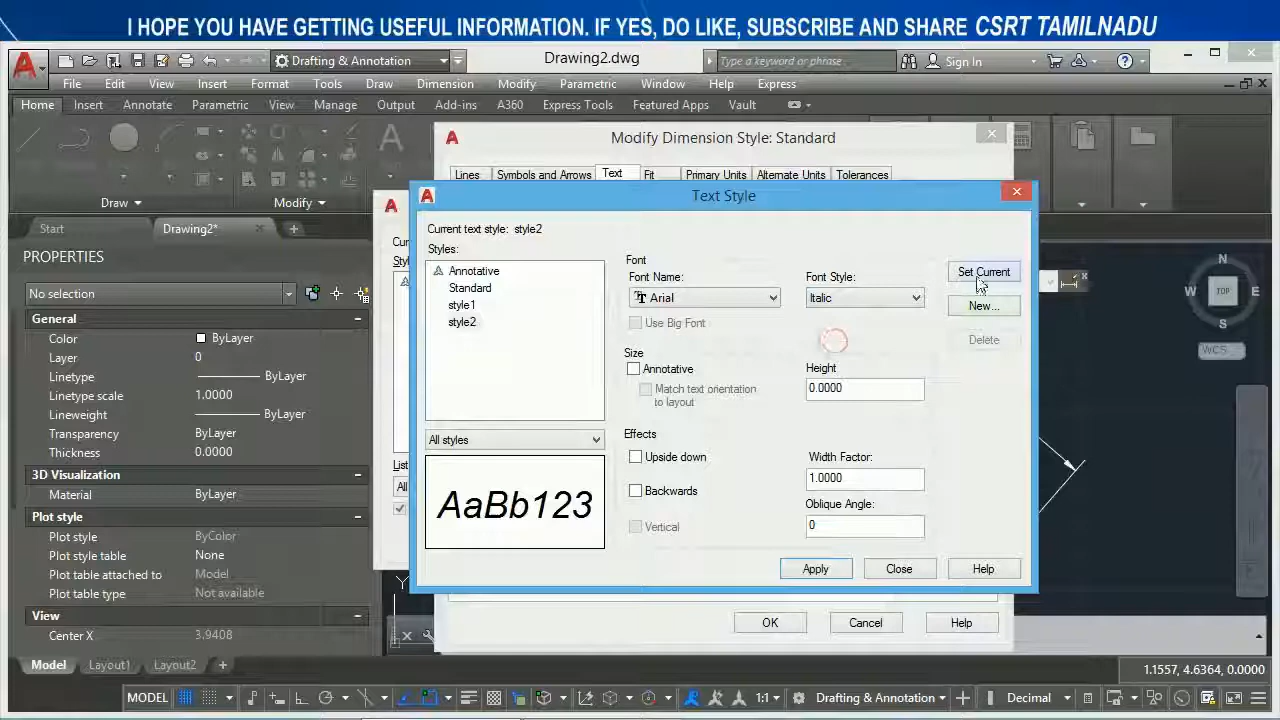 I HOPE YOU HAVE GETTING USEFUL INFORMATION. IF YES, DO LIKE, SUBSCRIBE AND SHARE CSRT TAMILNADU
Drafting & Annotation
Drawing2.dwg
Type a keyword or phrase
Sign In
File Edit View Insert Format Tools Draw Dimension Modify Parametric Window Help Express
Home Insert Annotate Parametric View Manage Output Add-ins A360 Express Tools Featured Apps Vault
Draw
Modify
Modify Dimension Style: Standard
Lines Symbols and Arrows Text Fit Primary Units Alternate Units Tolerances
Start
Drawing2*
Text Style
Current text style: style2
Styles:
Annotative
Standard
style1
style2
All styles
AaBb123
Font
Font Name:
Arial
Font Style:
Italic
Use Big Font
Size
Annotative
Match text orientation
to layout
Height
0.0000
Effects
Upside down
Backwards
Vertical
Width Factor:
1.0000
Oblique Angle:
0
Set Current
New...
Delete
Apply
Close
Help
OK
Cancel
Help
PROPERTIES
No selection
General
Color ByLayer
Layer 0
Linetype ByLayer
Linetype scale 1.0000
Lineweight ByLayer
Transparency ByLayer
Thickness 0.0000
3D Visualization
Material ByLayer
Plot style
Plot style ByColor
Plot style table None
Plot table attached to Model
Plot table type Not available
View
Center X 3.9408
N
W TOP E
S
WCS
Y
Model Layout1 Layout2
1.1557, 4.6364, 0.0000
MODEL
1:1
Drafting & Annotation
Decimal